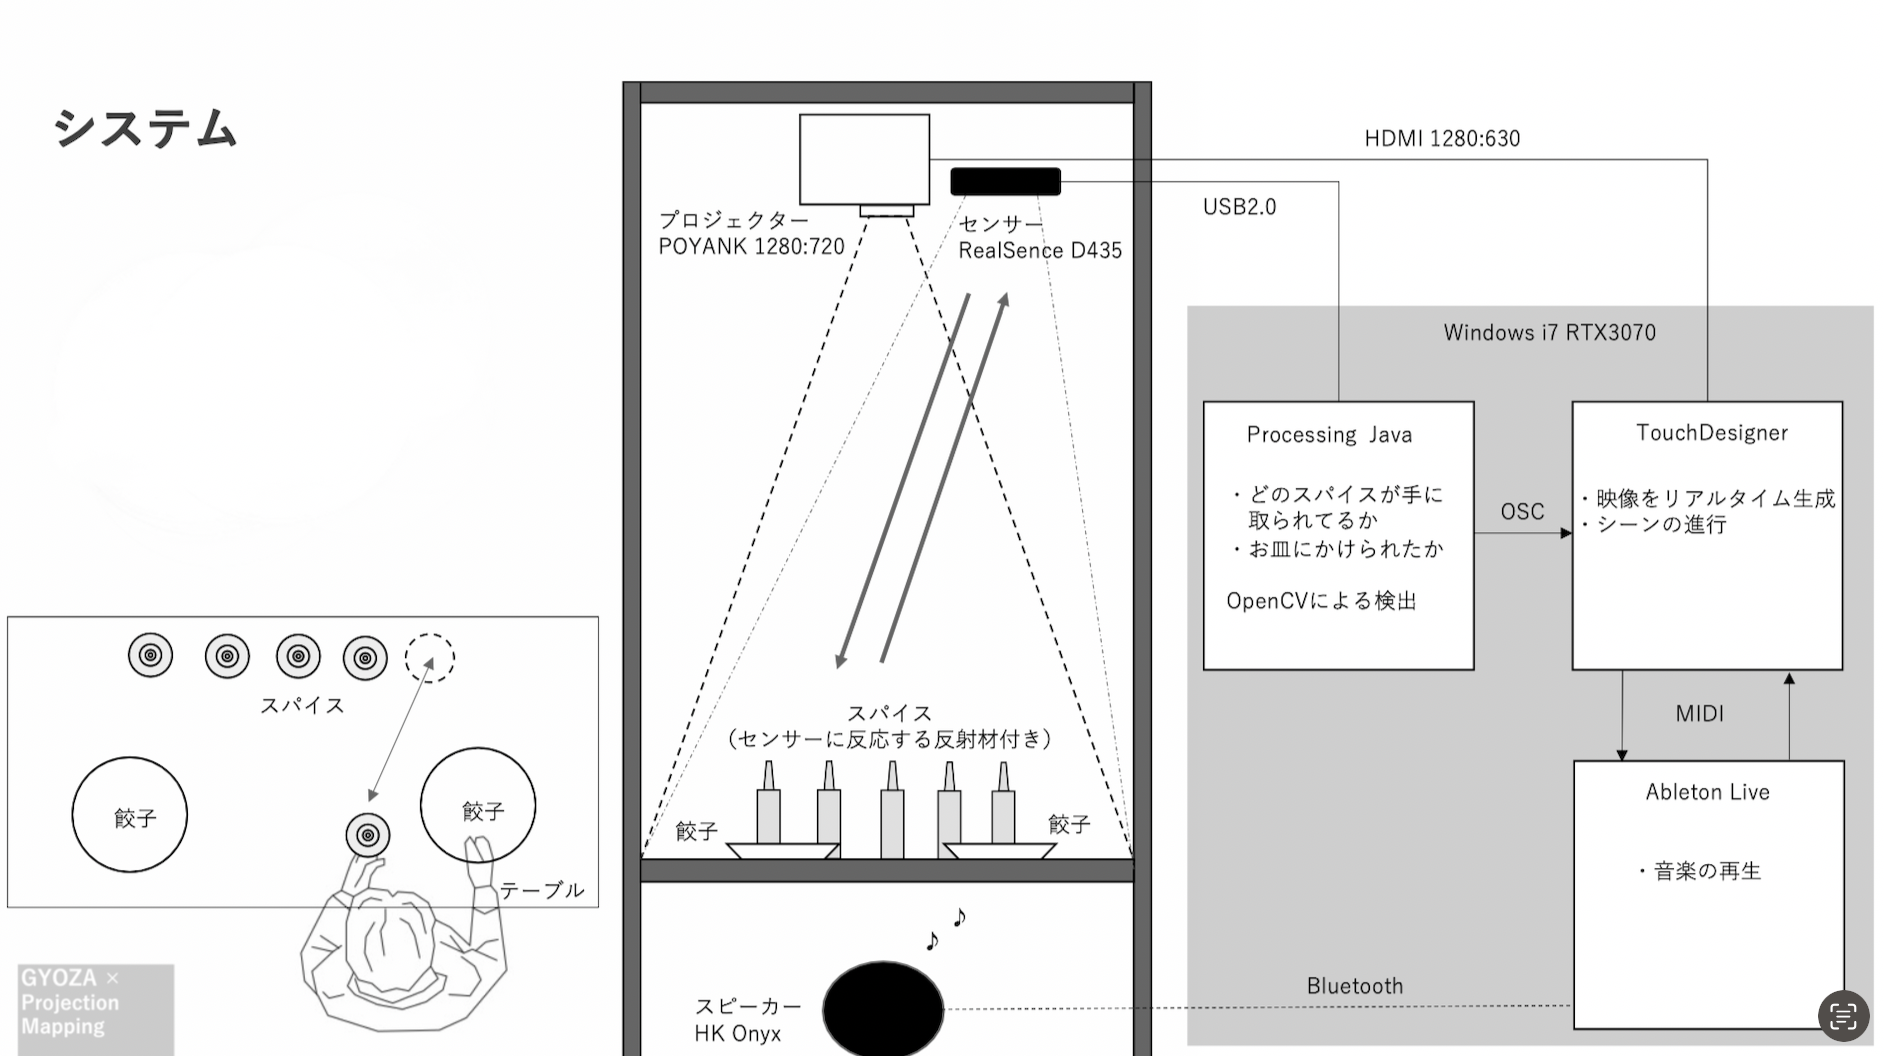 システム
HDMI 1280:630
USB2.0
プロジェクター
POYANK 1280:720
センサー
RealSence D435
Windows i7 RTX3070
Processing Java
・どのスパイスが手に
取られてるか
・お皿にかけられたか
OpenCVによる検出
OSC
TouchDesigner
・映像をリアルタイム生成
・シーンの進行
MIDI
Ableton Live
・音楽の再生
Bluetooth
スパイス
（センサーに反応する反射材付き）
餃子
餃子
スピーカー
HK Onyx
スパイス
餃子
餃子
テーブル
GYOZA ×
Projection
Mapping